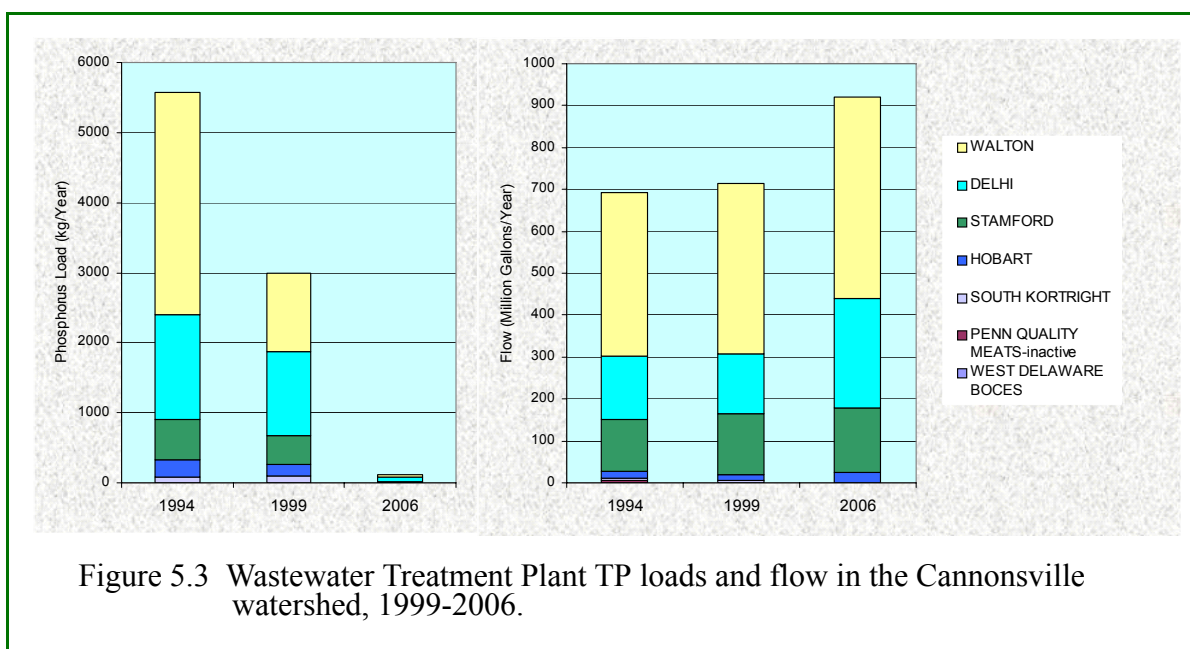 6000
5000
4000
3000
2000
1000
0
Phosphorus Load (kg/Year)
1994 1999 2006
1000
900
800
700
600
500
400
300
200
100
0
Flow (Million Gallons/Year)
1994 1999 2006
WALTON
DELHI
STAMFORD
HOBART
SOUTH KORTRIGHT
PENN QUALITY
MEATS-inactive
WEST DELAWARE
BOCES
Figure 5.3 Wastewater Treatment Plant TP loads and flow in the Cannonsville
watershed, 1999-2006.